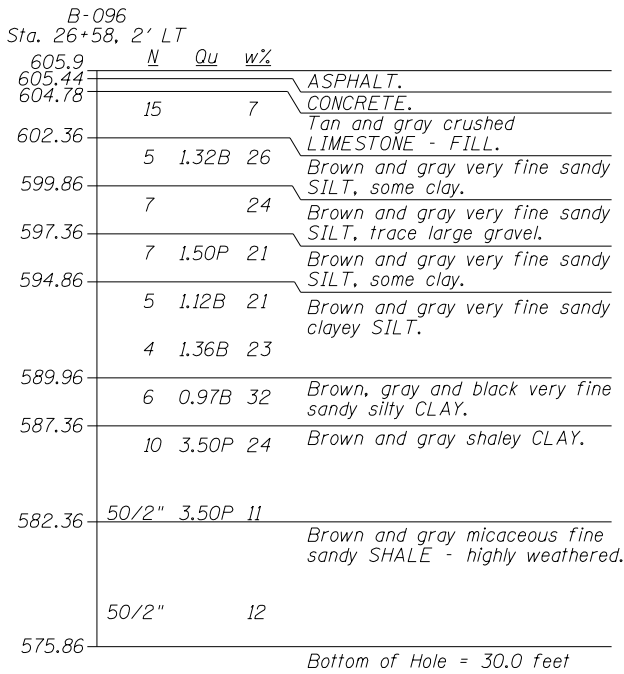 B-096
Sta. 26+58, 2' LT
N Qu w%
605.9
605.44
ASPHALT.
604.78
CONCRETE.
15 7
Tan and gray crushed
LIMESTONE - FILL.
602.36
5 1.32B 26
Brown and gray very fine sandy
SILT, some clay.
599.86
7 24
Brown and gray very fine sandy
SILT, trace large gravel.
597.36
7 1.50P 21
Brown and gray very fine sandy
SILT, some clay.
594.86
5 1.12B 21
Brown and gray very fine sandy
clayey SILT.
4 1.36B 23
589.96
6 0.97B 32
Brown, gray and black very fine
sandy silty CLAY.
587.36
10 3.50P 24
Brown and gray shaley CLAY.
50/2" 3.50P 11
582.36
Brown and gray micaceous fine
sandy SHALE - highly weathered.
50/2" 12
575.86
Bottom of Hole = 30.0 feet